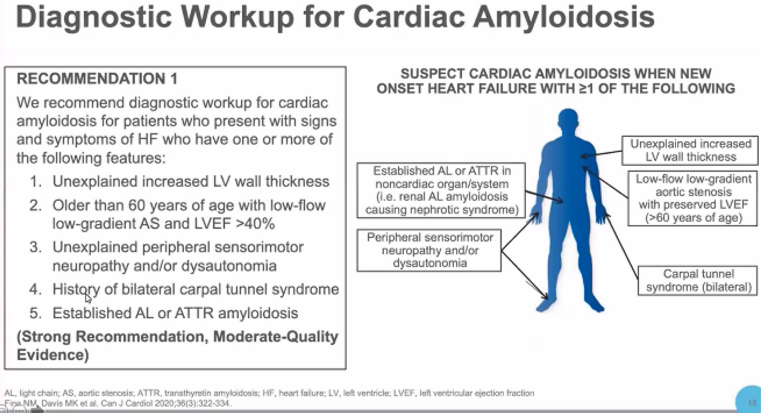 Diagnostic Workup for Cardiac Amyloidosis
RECOMMENDATION 1
We recommend diagnostic workup for cardiac
amyloidosis for patients who present with signs
and symptoms of HF who have one or more of
the following features:
1. Unexplained increased LV wall thickness
2. Older than 60 years of age with low-flow
low-gradient AS and LVEF >40%
3. Unexplained peripheral sensorimotor
neuropathy and/or dysautonomia
4. History of bilateral carpal tunnel syndrome
5. Established AL or ATTR amyloidosis
(Strong Recommendation, Moderate-Quality
Evidence)
SUSPECT CARDIAC AMYLOIDOSIS WHEN NEW
ONSET HEART FAILURE WITH ≥1 OF THE FOLLOWING
Established AL or ATTR in
noncardiac organ/system
(i.e. renal AL amyloidosis
causing nephrotic syndrome)
Peripheral sensorimotor
neuropathy and/or
dysautonomia
Unexplained increased
LV wall thickness
Low-flow low-gradient
aortic stenosis
with preserved LVEF
(>60 years of age)
Carpal tunnel
syndrome (bilateral)
AL, light chain; AS, aortic stenosis; ATTR, transthyretin amyloidosis; HF, heart failure; LV, left ventricle; LVEF, left ventricular ejection fraction
Fine NM, Davis MK et al. Can J Cardiol 2020;36(3):322-334.